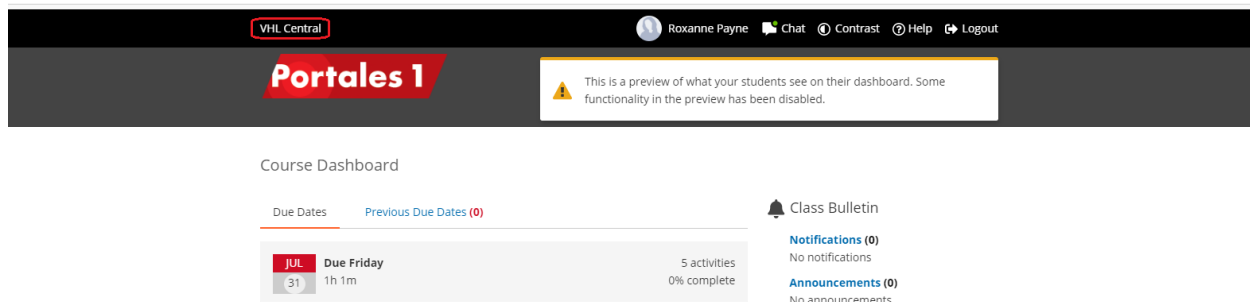 VHL Central Roxanne Payne Chat Contrast Help Logout
Portales 1
This is a preview of what your students see on their dashboard. Some
functionality in the preview has been disabled.
Course Dashboard
Due Dates Previous Due Dates (0)
Class Bulletin
JUL
31
Due Friday
1h 1m
5 activities
0% complete
Notifications (0)
No notifications
Announcements (0)
No announcements